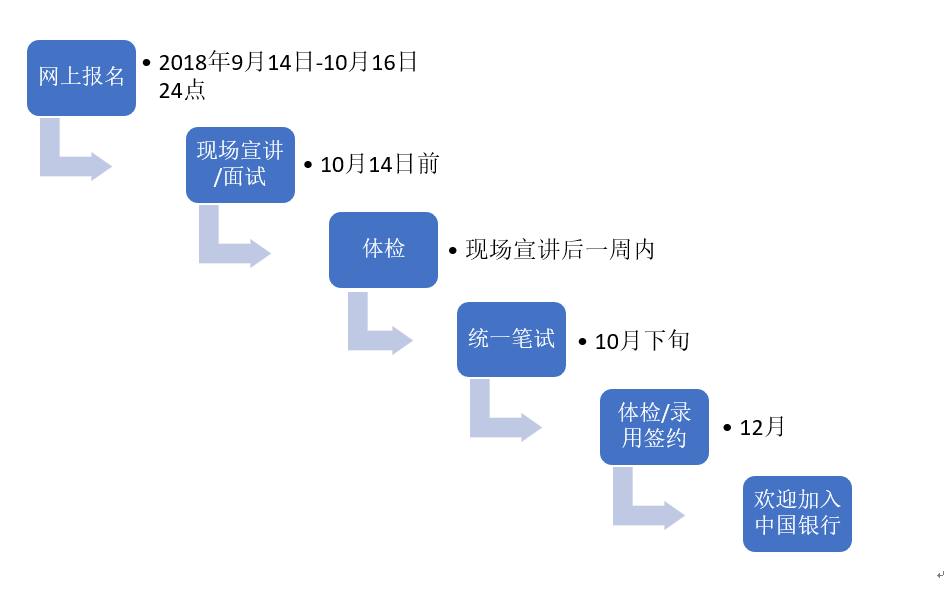 网上报名
• 2018年9月14日-10月16日
24点
现场宣讲
/面试
• 10月14日前
体检
• 现场宣讲后一周内
统一笔试
• 10月下旬
体检/录
用签约
• 12月
欢迎加入
中国银行